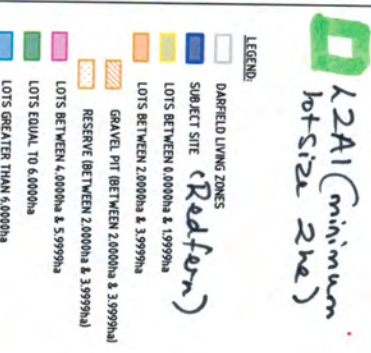 L2A1 (minimum
lot size 2ha)
LEGEND:
DARFIELD LIVING ZONES
SUBJECT SITE (Redfern)
LOTS BETWEEN 0.0000ha & 1.9999ha
LOTS BETWEEN 2.0000ha & 3.9999ha
GRAVEL PIT (BETWEEN 2.0000ha & 3.9999ha)
RESERVE (BETWEEN 2.0000ha & 3.9999ha)
LOTS BETWEEN 4.0000ha & 5.9999ha
LOTS EQUAL TO 6.0000ha
LOTS GREATER THAN 6.0000ha